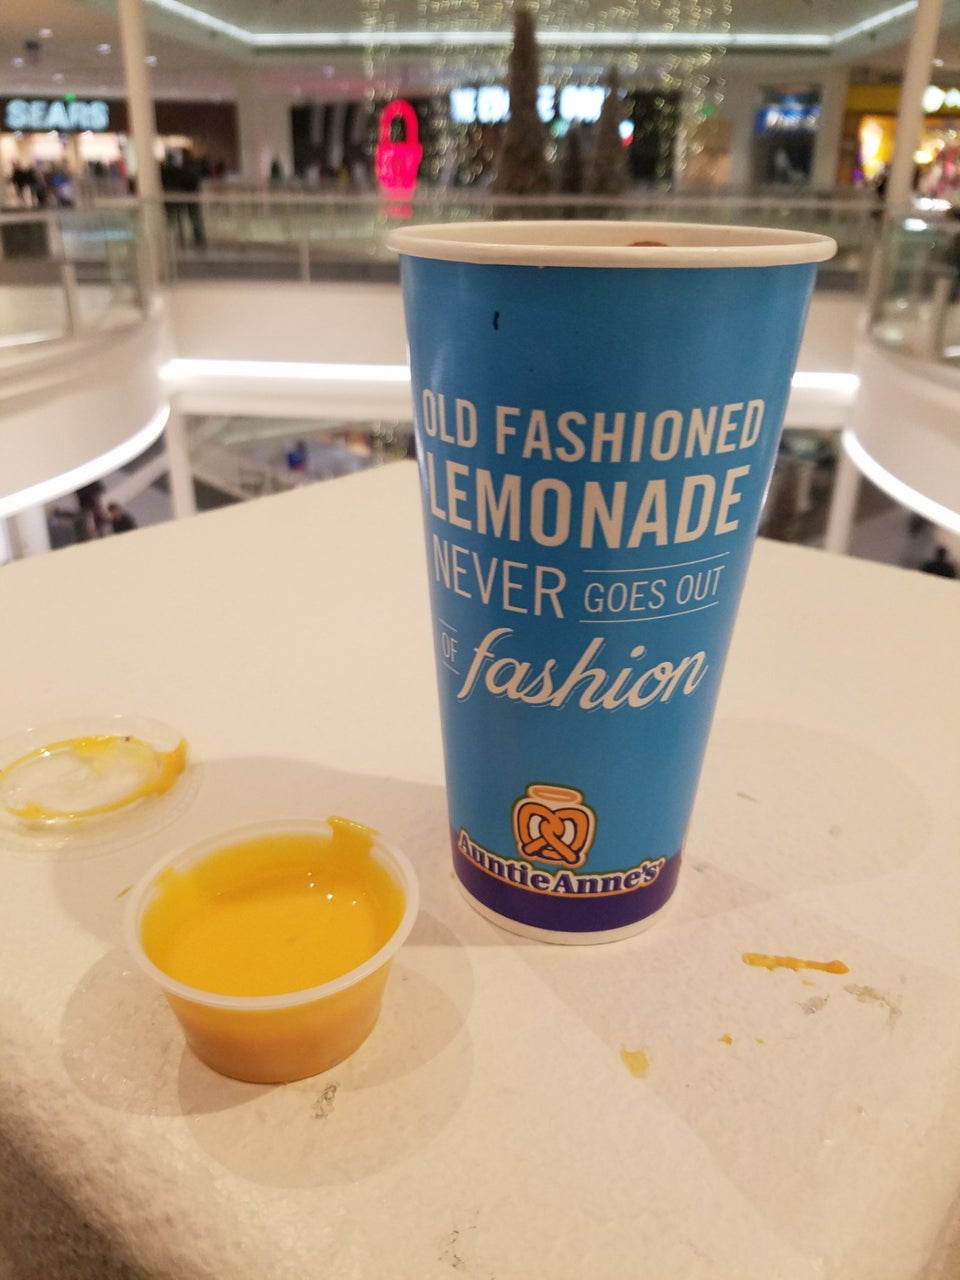 SEARS
OLD FASHIONED
LEMONADE
NEVER GOES OUT
OF fashion
AuntieAnne's